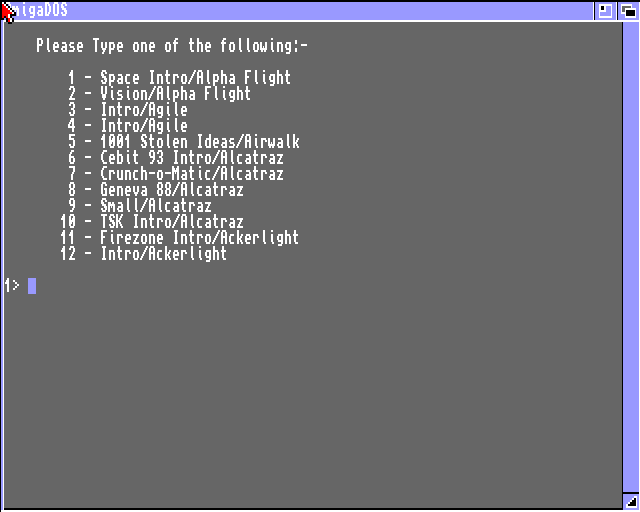 AmigaDOS
Please Type one of the following:-
1 - Space Intro/Alpha Flight
2 - Vision/Alpha Flight
3 - Intro/Agile
4 - Intro/Agile
5 - 1001 Stolen Ideas/Airwalk
6 - Cebit 93 Intro/Alcatraz
7 - Crunch-o-Matic/Alcatraz
8 - Geneva 88/Alcatraz
9 - Small/Alcatraz
10 - TSK Intro/Alcatraz
11 - Firezone Intro/Ackerlight
12 - Intro/Ackerlight
1>